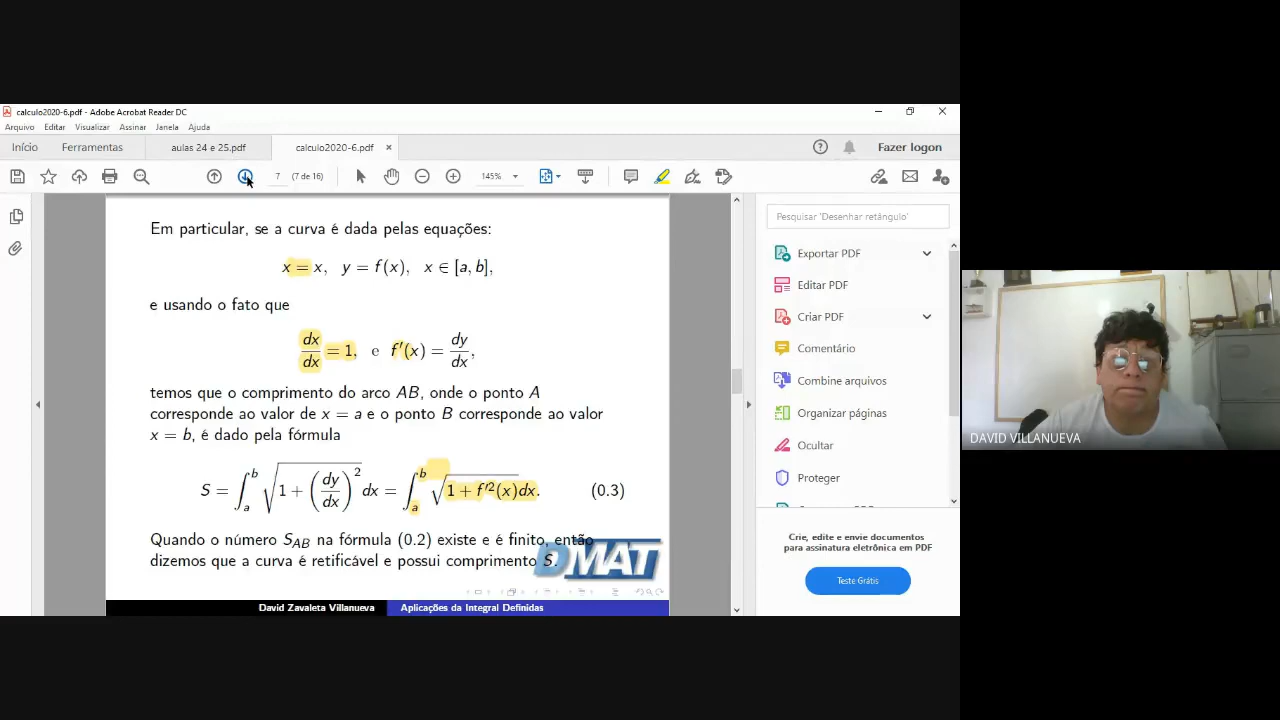 calculo2020-6.pdf - Adobe Acrobat Reader DC
Arquivo Editar Visualizar Assinar Janela Ajuda
Início Ferramentas aulas 24 e 25.pdf calculo2020-6.pdf × Fazer logon
7 (7 de 16) 145%
Em particular, se a curva é dada pelas equações:
x = x, y = f(x), x ∈ [a, b],
e usando o fato que
dx/dx = 1, e f'(x) = dy/dx,
temos que o comprimento do arco AB, onde o ponto A
corresponde ao valor de x = a e o ponto B corresponde ao valor
x = b, é dado pela fórmula
S = ∫_a^b √(1 + (dy/dx)^2) dx = ∫_a^b √(1 + f'^2(x)) dx. (0.3)
Quando o número S_AB na fórmula (0.2) existe e é finito, então
dizemos que a curva é retificável e possui comprimento S.
DMAT
David Zavaleta Villanueva Aplicações da Integral Definidas
Pesquisar 'Desenhar retângulo'
Exportar PDF
Editar PDF
Criar PDF
Comentário
Combine arquivos
Organizar páginas
Ocultar
Proteger
Crie, edite e envie documentos
para assinatura eletrônica em PDF
Teste Grátis
DAVID VILLANUEVA